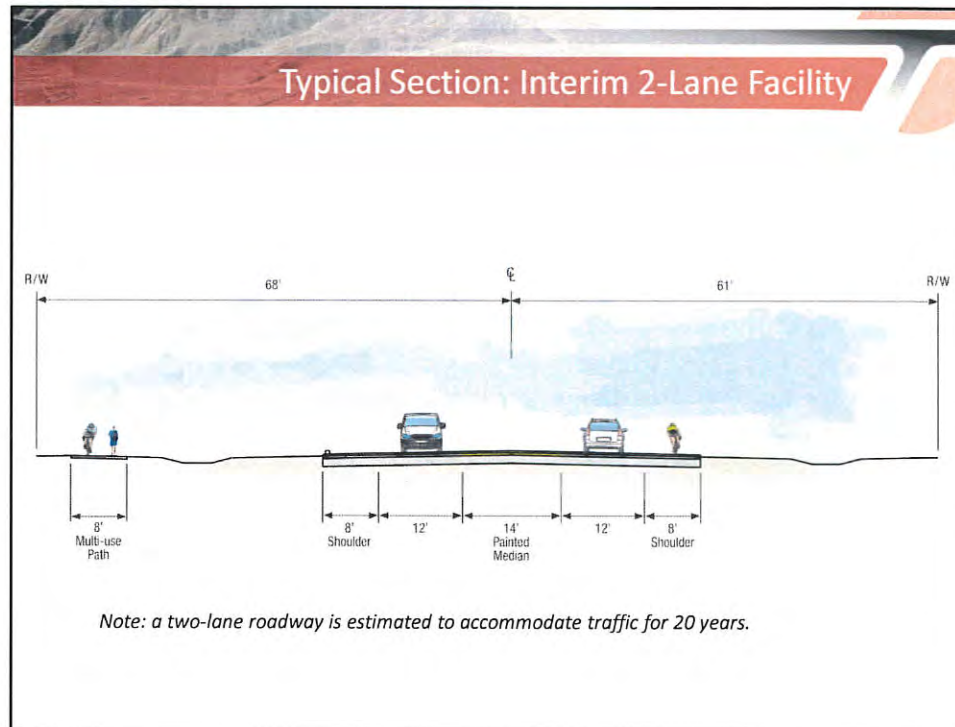 Typical Section: Interim 2-Lane Facility
R/W
68'
℄
61'
R/W
8'
Multi-use
Path
8'
Shoulder
12'
14'
Painted
Median
12'
8'
Shoulder
Note: a two-lane roadway is estimated to accommodate traffic for 20 years.